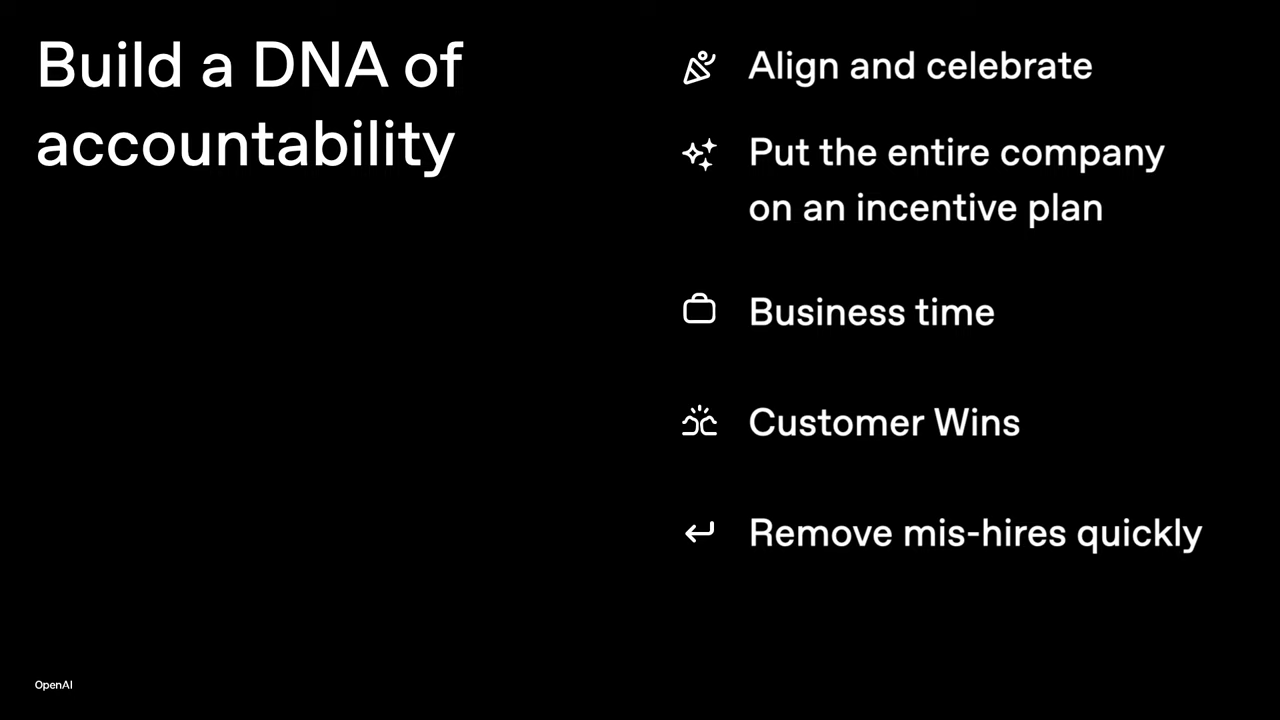 Build a DNA of
accountability
Align and celebrate
Put the entire company
on an incentive plan
Business time
Customer Wins
Remove mis-hires quickly
OpenAI